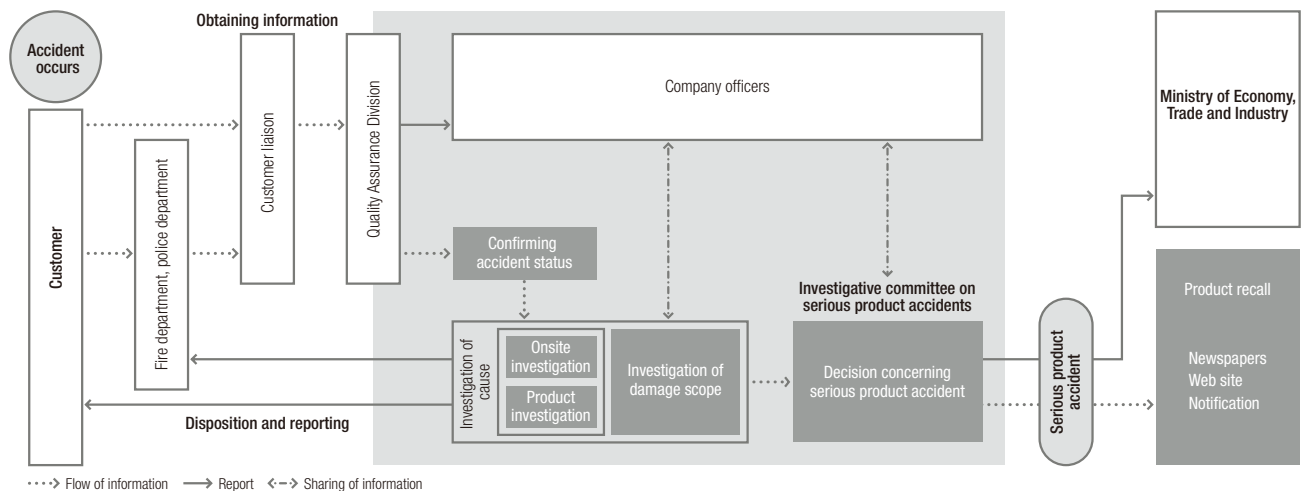 Accident
occurs
Obtaining information
Customer
Fire department, police department
Customer liaison
Quality Assurance Division
Company officers
Confirming
accident status
Investigation of
cause
Onsite
investigation
Product
investigation
Investigation of
damage scope
Investigative committee on
serious product accidents
Decision concerning
serious product accident
Serious product
accident
Ministry of Economy,
Trade and Industry
Product recall
Newspapers
Web site
Notification
Disposition and reporting
Flow of information
Report
Sharing of information